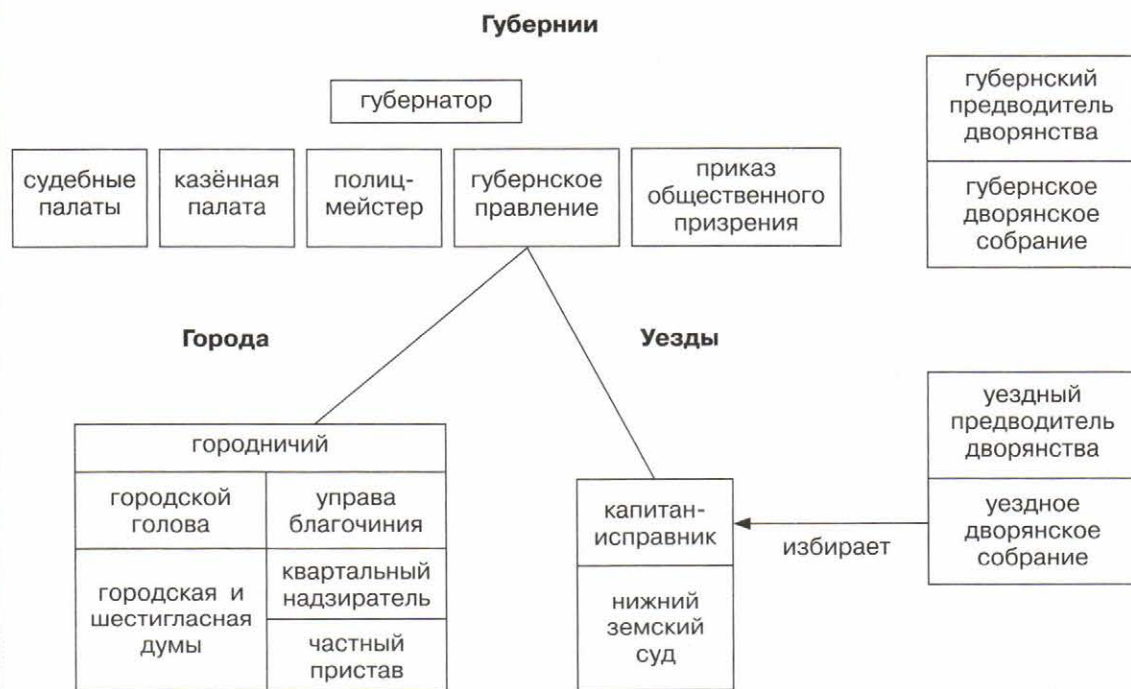 Губернии
губернатор
судебные
палаты
казённая
палата
полиц-
мейстер
губернское
правление
приказ
общественного
призрения
губернский
предводитель
дворянства
губернское
дворянское
собрание
Города
Уезды
городничий
городской
голова
управа
благочиния
городская и
шестигласная
думы
квартальный
надзиратель
частный
пристав
капитан-
исправник
нижний
земский
суд
избирает
уездный
предводитель
дворянства
уездное
дворянское
собрание